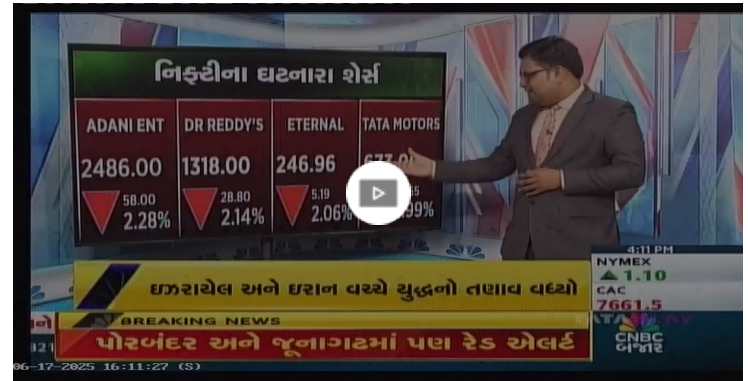 નિફ્ટીના ઘટનારા શેર્સ
ADANI ENT
2486.00
58.00
2.28%
DR REDDY'S
1318.00
28.80
2.14%
ETERNAL
246.96
5.19
2.06%
TATA MOTORS
4:11 PM
NYMEX
1.10
CAC
7661.5
ઇઝરાયેલ અને ઇરાન વચ્ચે યુદ્ધનો તણાવ વધ્યો
BREAKING NEWS
પોરબંદર અને જૂનાગઢમાં પણ રેડ એલર્ટ
CNBC
બજાર
06-17-2025 16:11:27 (S)